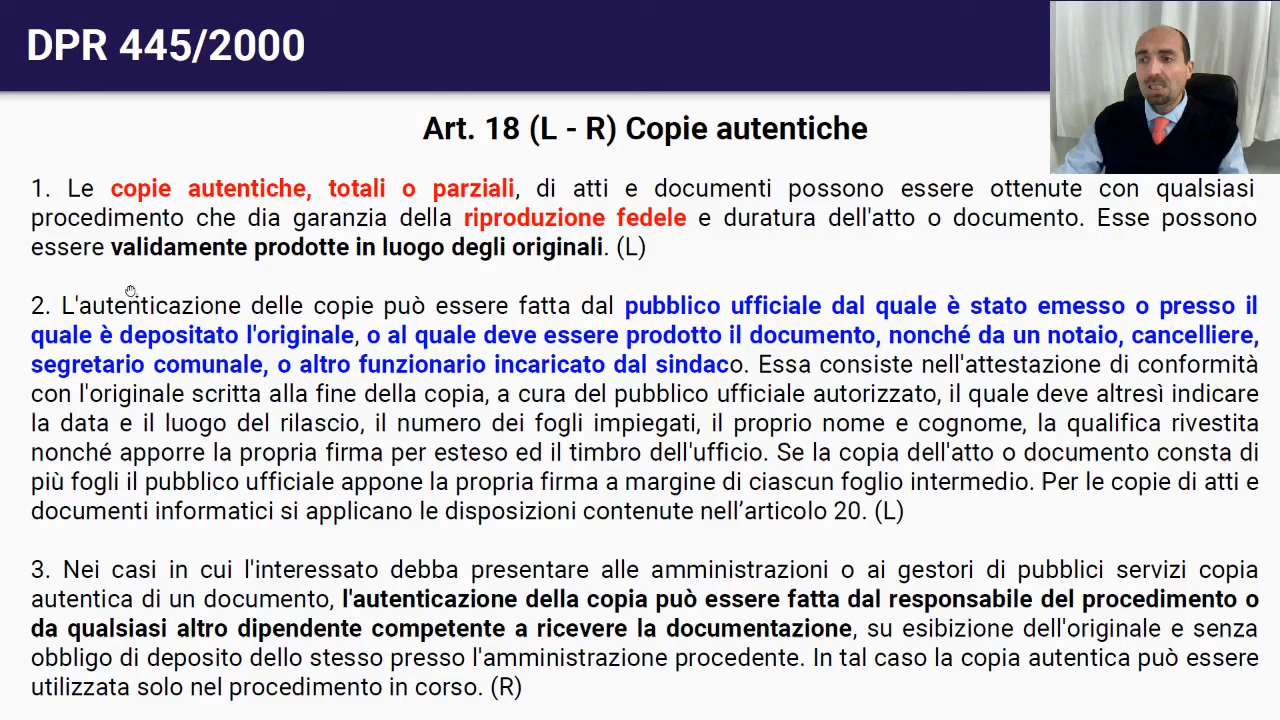 DPR 445/2000
Art. 18 (L - R) Copie autentiche
1. Le copie autentiche, totali o parziali, di atti e documenti possono essere ottenute con qualsiasi
procedimento che dia garanzia della riproduzione fedele e duratura dell'atto o documento. Esse possono
essere validamente prodotte in luogo degli originali. (L)
2. L'autenticazione delle copie può essere fatta dal pubblico ufficiale dal quale è stato emesso o presso il
quale è depositato l'originale, o al quale deve essere prodotto il documento, nonché da un notaio, cancelliere,
segretario comunale, o altro funzionario incaricato dal sindaco. Essa consiste nell'attestazione di conformità
con l'originale scritta alla fine della copia, a cura del pubblico ufficiale autorizzato, il quale deve altresì indicare
la data e il luogo del rilascio, il numero dei fogli impiegati, il proprio nome e cognome, la qualifica rivestita
nonché apporre la propria firma per esteso ed il timbro dell'ufficio. Se la copia dell'atto o documento consta di
più fogli il pubblico ufficiale appone la propria firma a margine di ciascun foglio intermedio. Per le copie di atti e
documenti informatici si applicano le disposizioni contenute nell’articolo 20. (L)
3. Nei casi in cui l'interessato debba presentare alle amministrazioni o ai gestori di pubblici servizi copia
autentica di un documento, l'autenticazione della copia può essere fatta dal responsabile del procedimento o
da qualsiasi altro dipendente competente a ricevere la documentazione, su esibizione dell'originale e senza
obbligo di deposito dello stesso presso l'amministrazione procedente. In tal caso la copia autentica può essere
utilizzata solo nel procedimento in corso. (R)